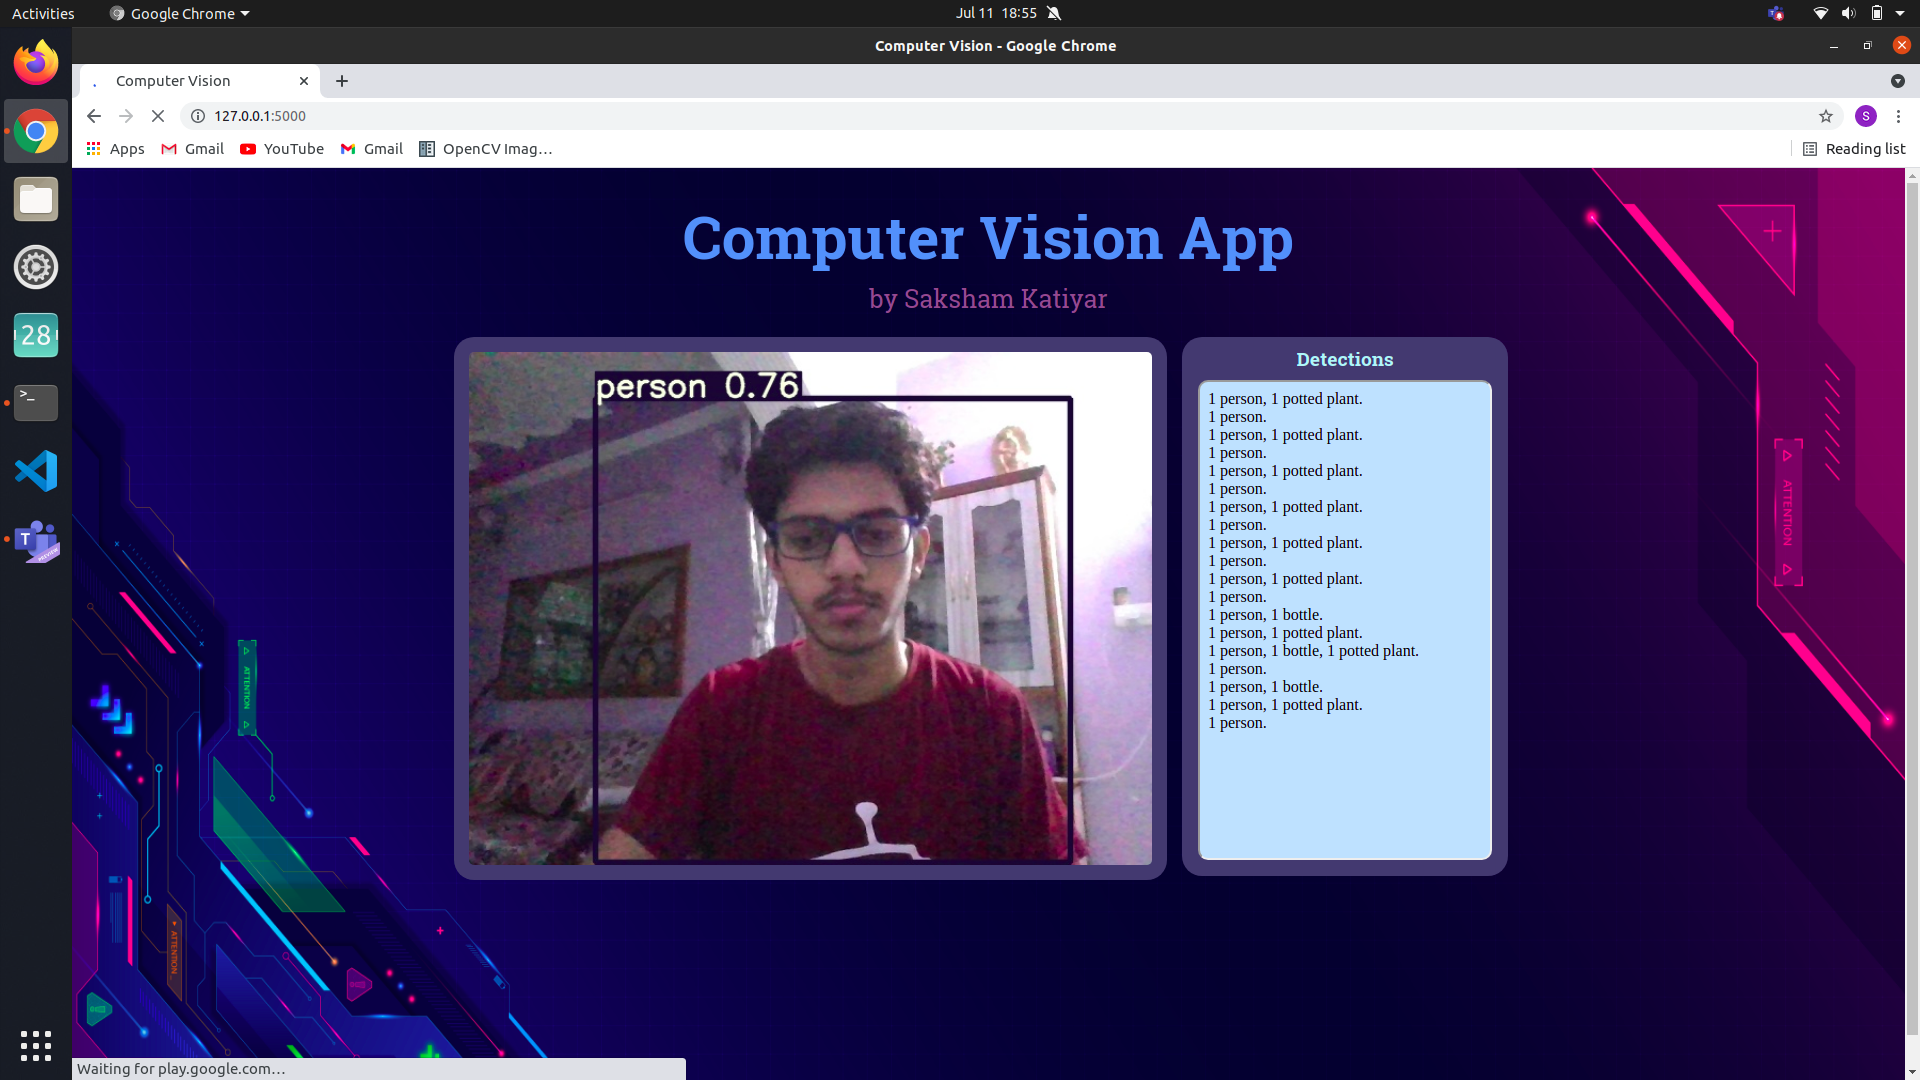 Activities
Google Chrome
Jul 11 18:55
Computer Vision - Google Chrome
Computer Vision
127.0.0.1:5000
Apps
Gmail
YouTube
Gmail
OpenCV Imag...
Reading list
S
28
>_
T
PREVIEW
Computer Vision App
by Saksham Katiyar
person 0.76
Detections
1 person, 1 potted plant.
1 person.
1 person, 1 potted plant.
1 person.
1 person, 1 potted plant.
1 person.
1 person, 1 potted plant.
1 person.
1 person, 1 potted plant.
1 person.
1 person, 1 potted plant.
1 person.
1 person, 1 bottle.
1 person, 1 potted plant.
1 person, 1 bottle, 1 potted plant.
1 person.
1 person, 1 bottle.
1 person, 1 potted plant.
1 person.
ATTENTION
ATTENTION
ATTENTION
Waiting for play.google.com...